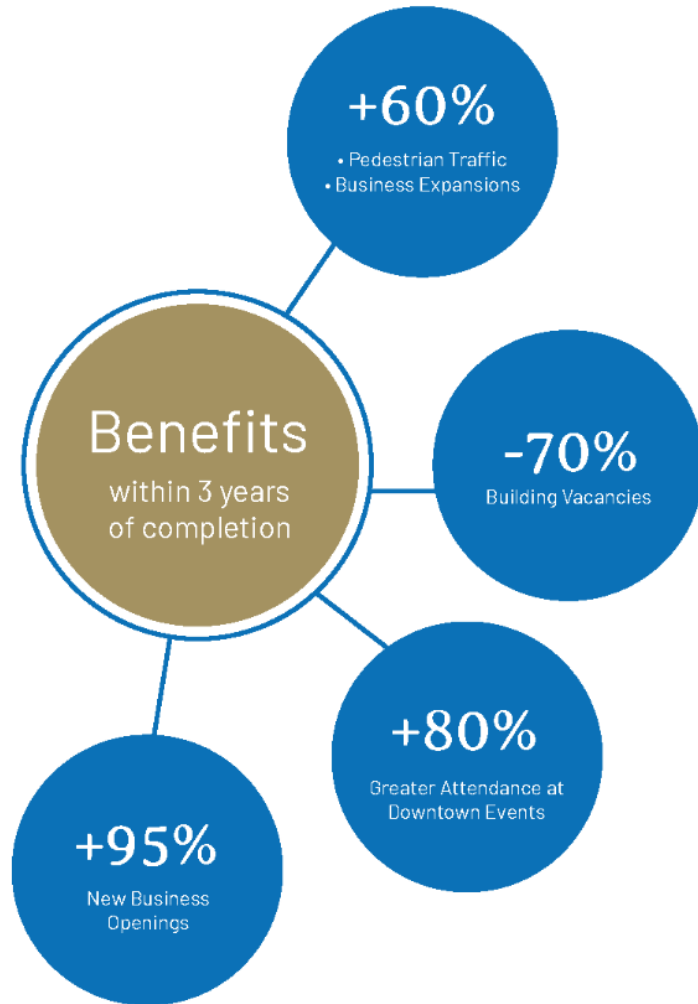 +60%
• Pedestrian Traffic
• Business Expansions
Benefits
within 3 years
of completion
-70%
Building Vacancies
+80%
Greater Attendance at
Downtown Events
+95%
New Business
Openings